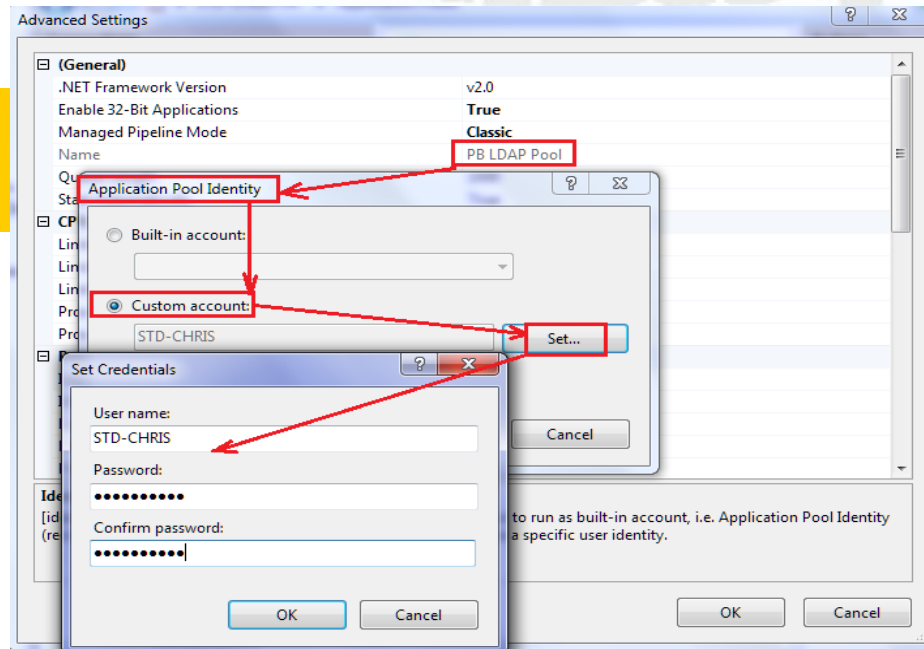 Advanced Settings
(General)
.NET Framework Version v2.0
Enable 32-Bit Applications True
Managed Pipeline Mode Classic
Name PB LDAP Pool
Application Pool Identity
Built-in account:
Custom account:
STD-CHRIS Set...
Cancel
Set Credentials
User name:
STD-CHRIS
Password:
●●●●●●●●●●
Confirm password:
●●●●●●●●●●
OK Cancel
to run as built-in account, i.e. Application Pool Identity
a specific user identity.
OK Cancel